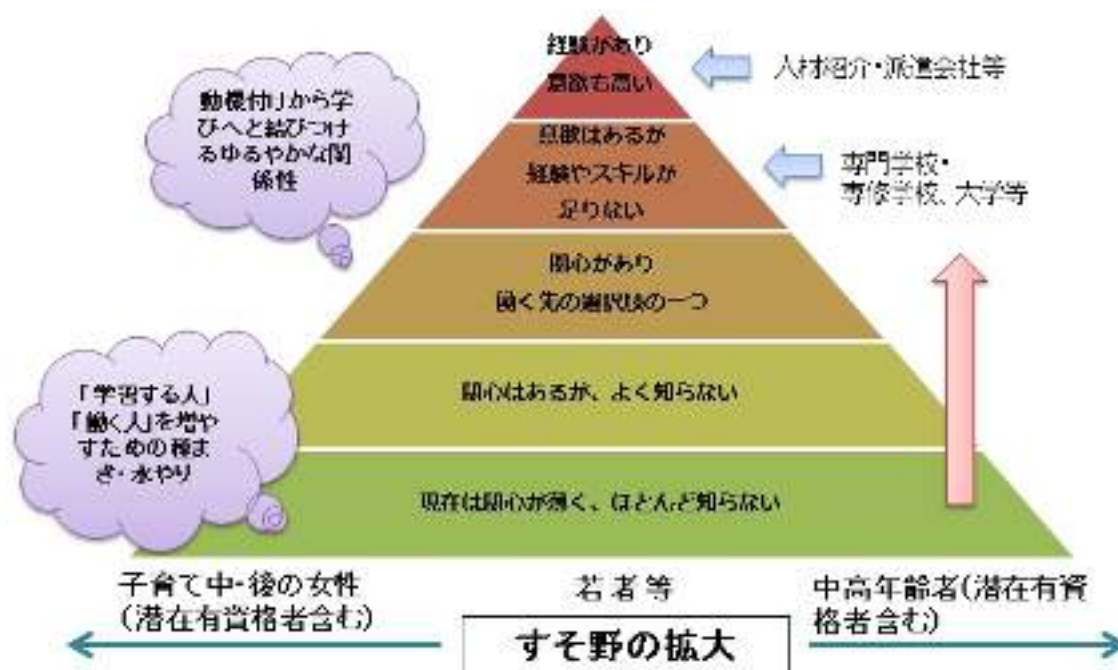 経験があり
意欲も高い
人材紹介・派遣会社等
動機付けから学
びへと結びつけ
るゆるやかな関
係性
意欲はあるが
経験やスキルが
足りない
専門学校・
専修学校、大学等
関心があり
働く先の選択肢の一つ
「学習する人」
「働く人」を増や
すための種ま
き・水やり
関心はあるが、よく知らない
現在は関心が薄く、ほとんど知らない
子育て中・後の女性
（潜在有資格者含む）
若者等
中高年齢者(潜在有資
格者含む)
すそ野の拡大